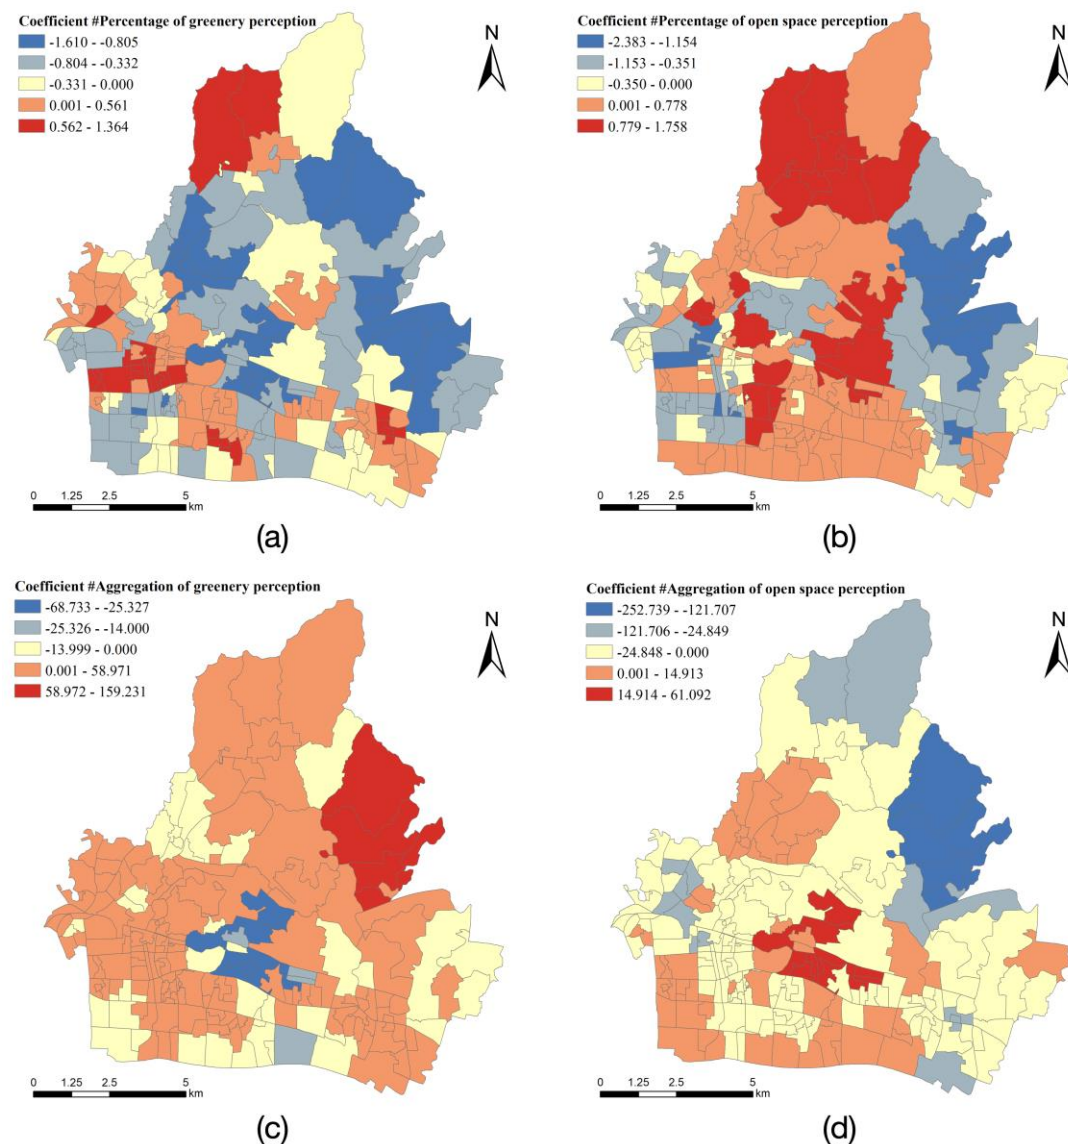 Coefficient #Percentage of greenery perception
-1.610 - -0.805
-0.804 - -0.332
-0.331 - 0.000
0.001 - 0.561
0.562 - 1.364
N
0 1.25 2.5 5
km
(a)
Coefficient #Percentage of open space perception
-2.383 - -1.154
-1.153 - -0.351
-0.350 - 0.000
0.001 - 0.778
0.779 - 1.758
N
0 1.25 2.5 5
km
(b)
Coefficient #Aggregation of greenery perception
-68.733 - -25.327
-25.326 - -14.000
-13.999 - 0.000
0.001 - 58.971
58.972 - 159.231
N
0 1.25 2.5 5
km
(c)
Coefficient #Aggregation of open space perception
-252.739 - -121.707
-121.706 - -24.849
-24.848 - 0.000
0.001 - 14.913
14.914 - 61.092
N
0 1.25 2.5 5
km
(d)